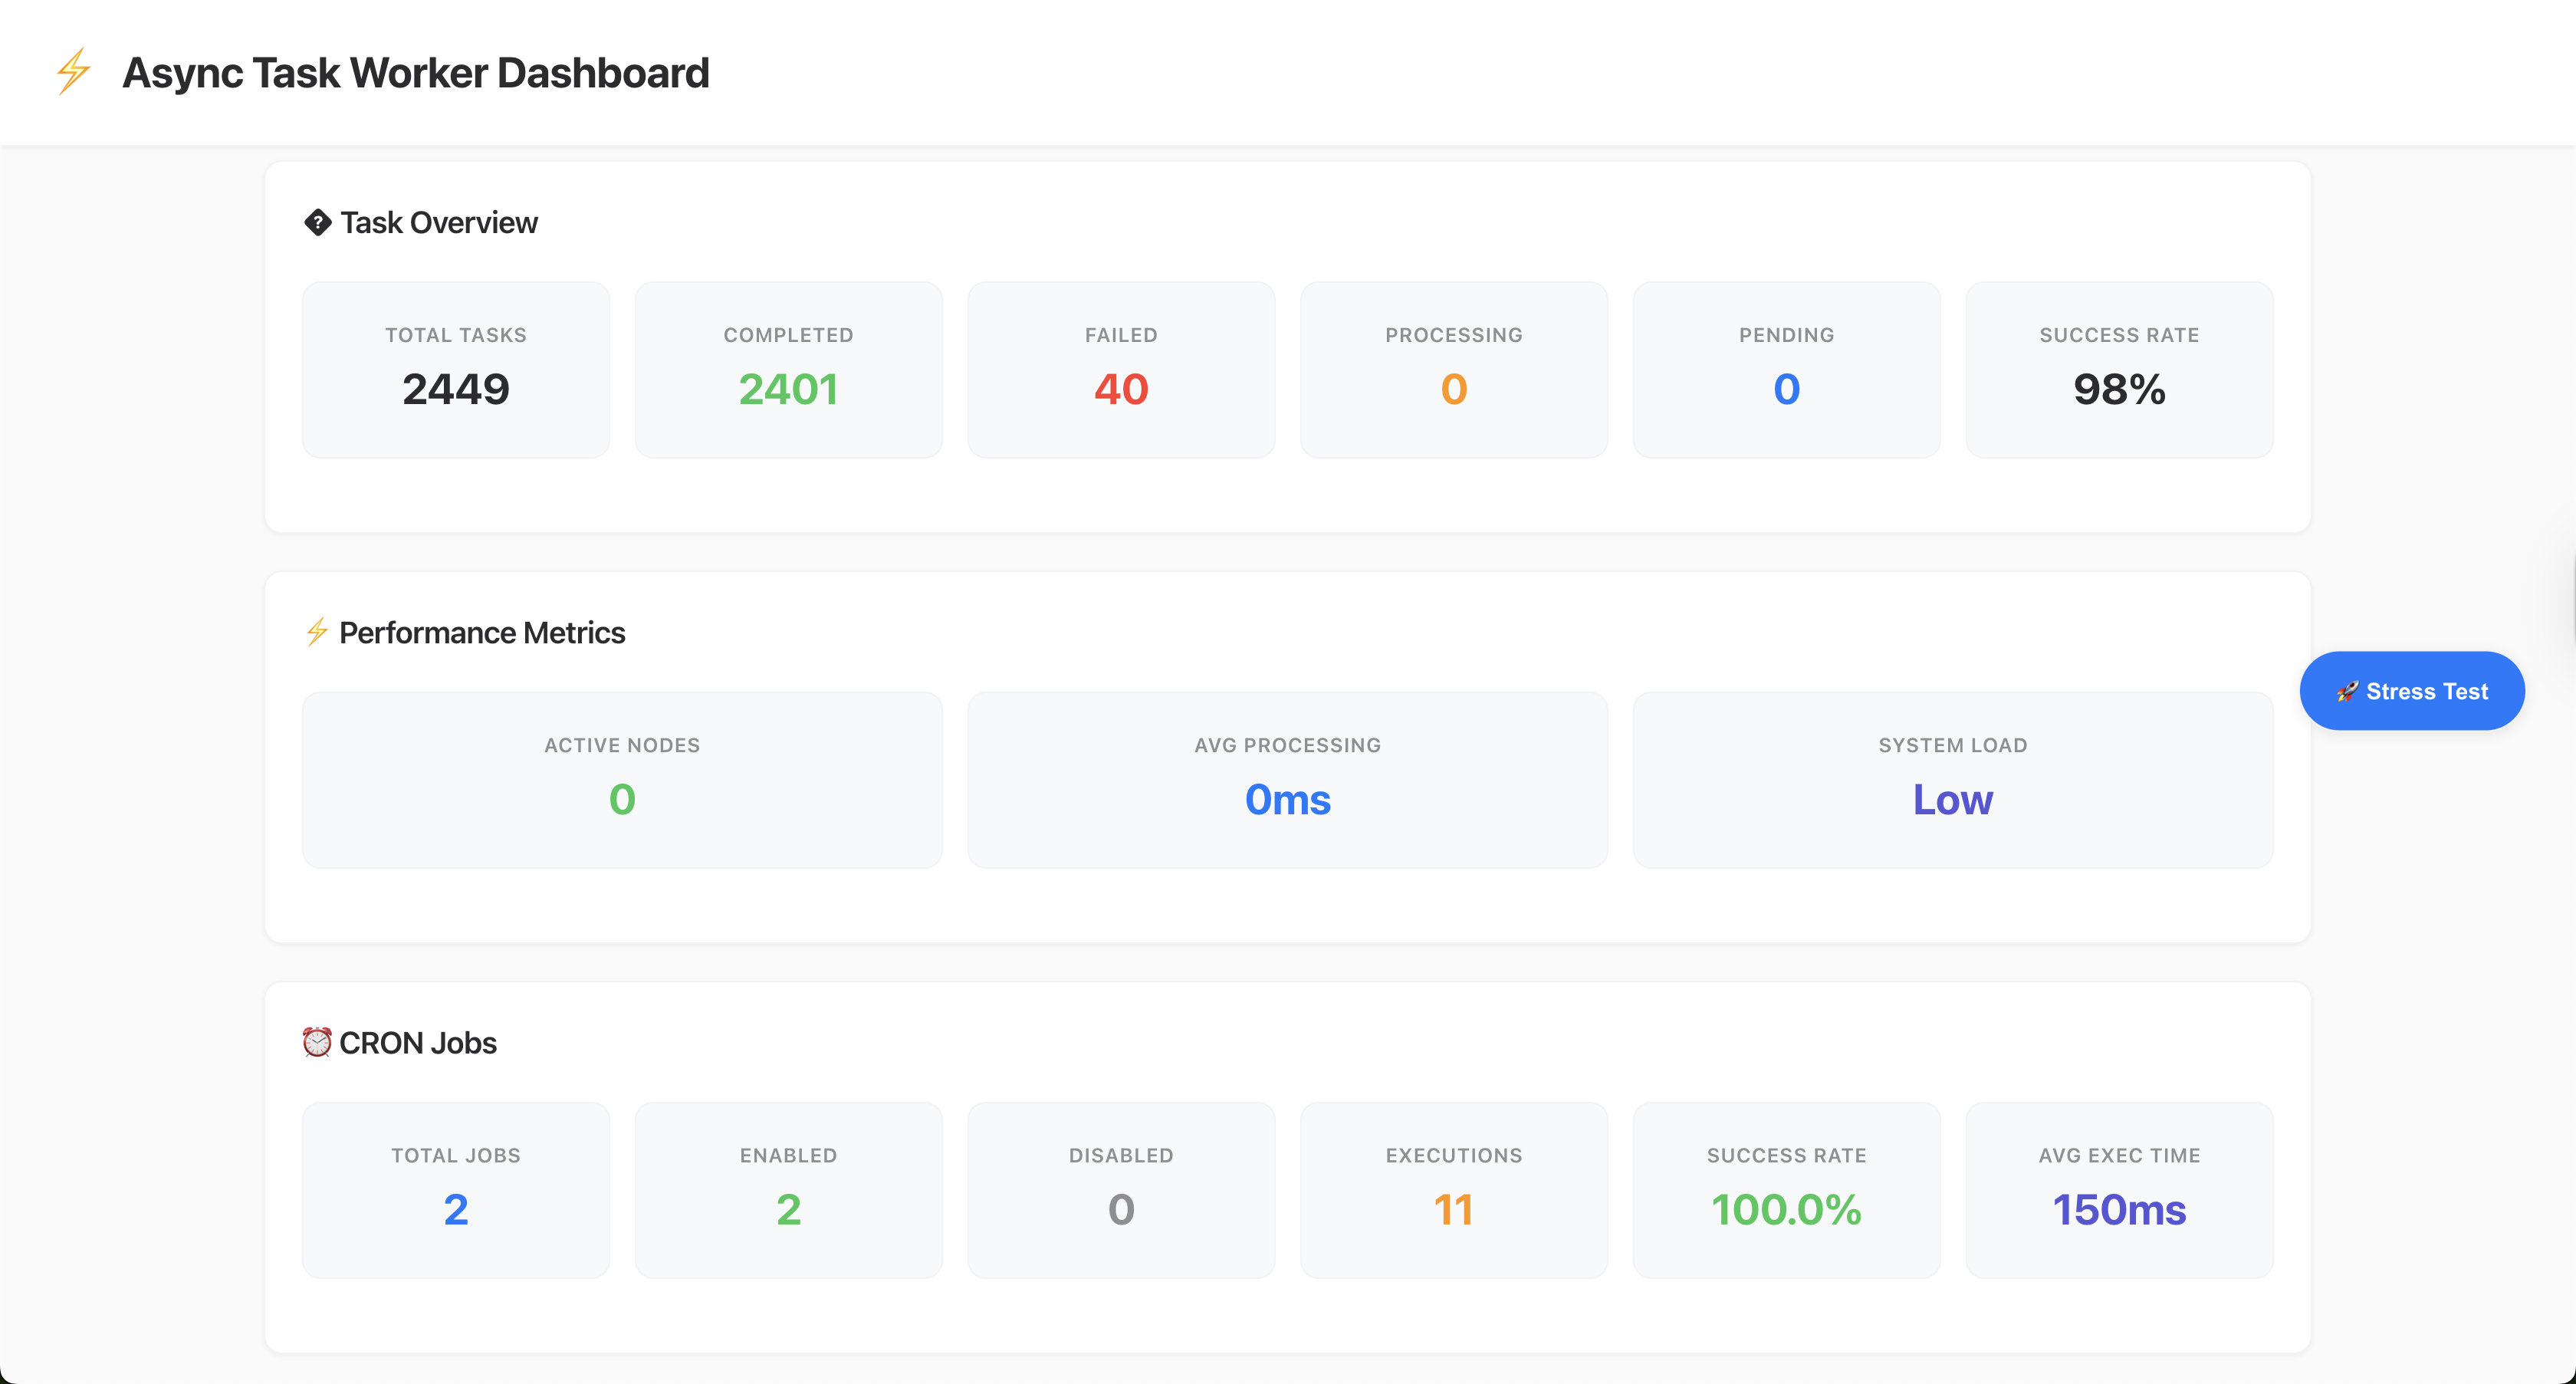 ⚡ Async Task Worker Dashboard
Task Overview
TOTAL TASKS
2449
COMPLETED
2401
FAILED
40
PROCESSING
0
PENDING
0
SUCCESS RATE
98%
⚡ Performance Metrics
ACTIVE NODES
0
AVG PROCESSING
0ms
SYSTEM LOAD
Low
🚀 Stress Test
⏰ CRON Jobs
TOTAL JOBS
2
ENABLED
2
DISABLED
0
EXECUTIONS
11
SUCCESS RATE
100.0%
AVG EXEC TIME
150ms